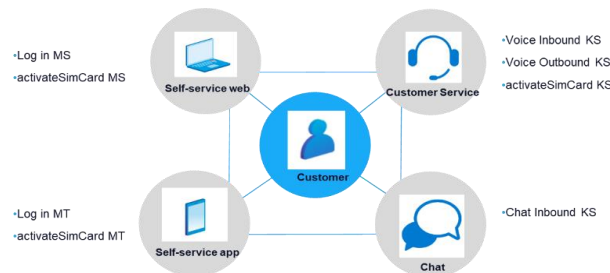 •Log in MS
•activateSimCard MS
Self-service web
Customer Service
•Voice Inbound KS
•Voice Outbound KS
•activateSimCard KS
Customer
•Log in MT
•activateSimCard MT
Self-service app
Chat
•Chat Inbound KS